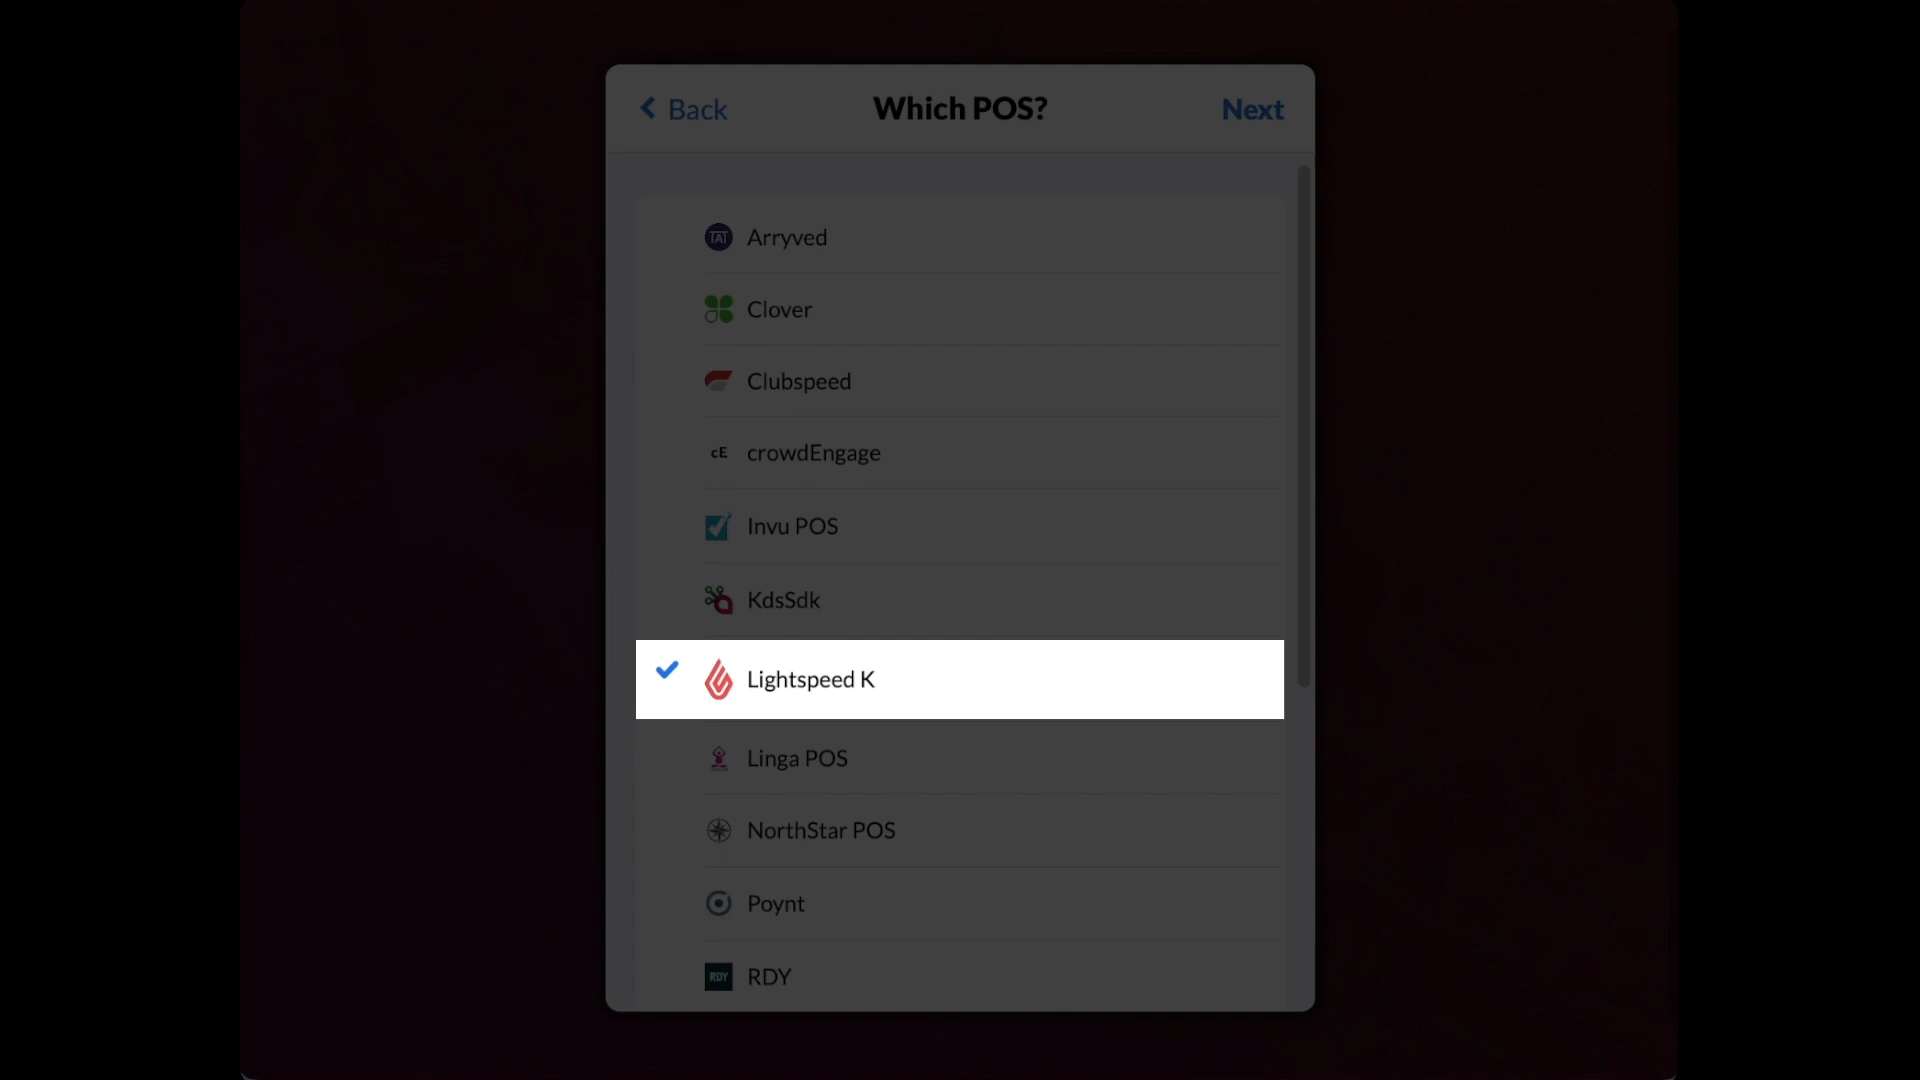 Back
Which POS?
Next
Arryved
Clover
Clubspeed
cE crowdEngage
Invu POS
KdsSdk
Lightspeed K
Linga POS
NorthStar POS
Poynt
RDY RDY